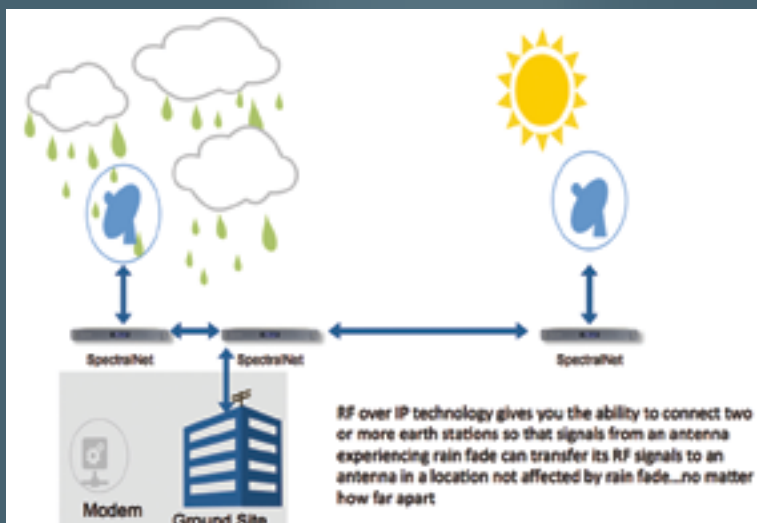 SpectralNet
SpectralNet
SpectralNet
RF over IP technology gives you the ability to connect two
or more earth stations so that signals from an antenna
experiencing rain fade can transfer its RF signals to an
antenna in a location not affected by rain fade...no matter
how far apart
Modem
Ground Site